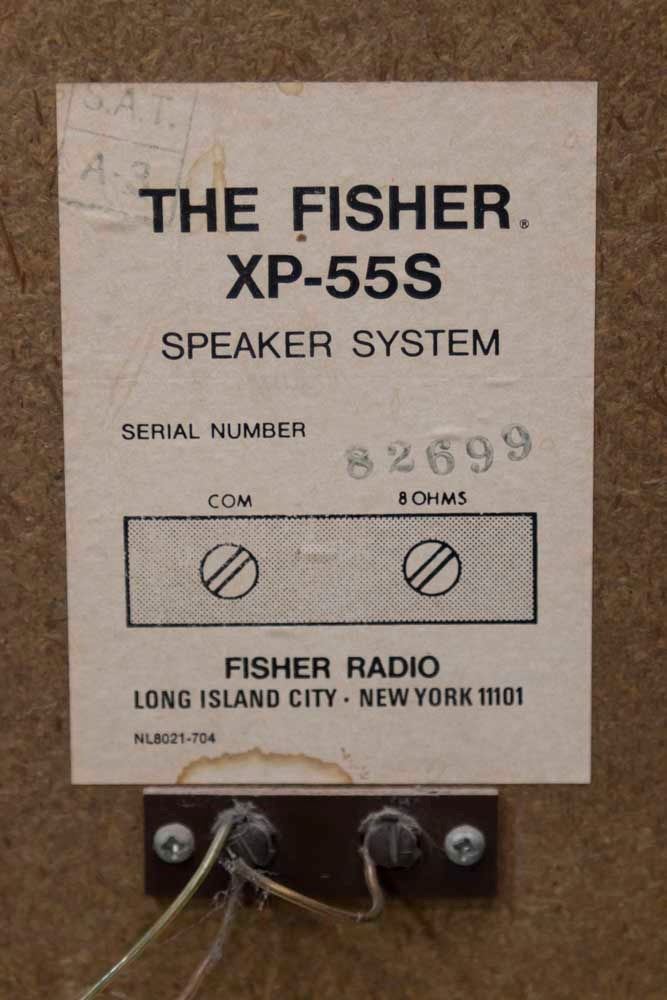 S.A.T.
A-3
THE FISHER®
XP-55S
SPEAKER SYSTEM
SERIAL NUMBER 82699
COM 8 OHMS
FISHER RADIO
LONG ISLAND CITY · NEW YORK 11101
NL8021-704